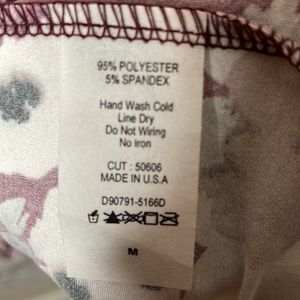 95% POLYESTER
5% SPANDEX
Hand Wash Cold
Line Dry
Do Not Wiring
No iron
CUT : 50606
MADE IN U.S.A
D90791-5166D
M